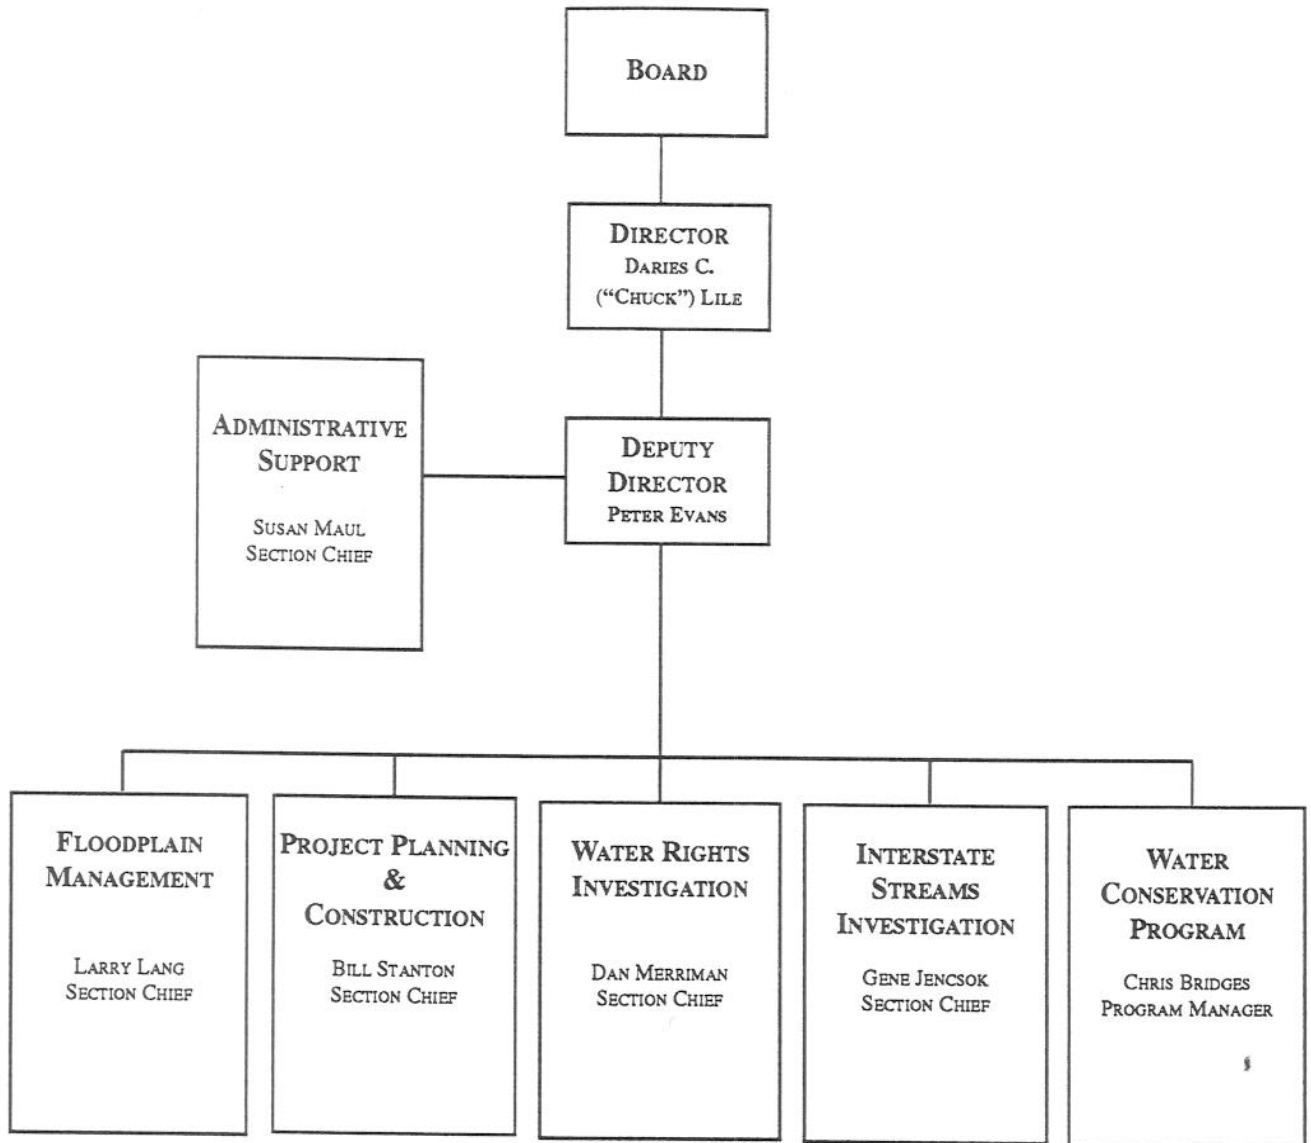 BOARD
DIRECTOR
DARIES C.
(“CHUCK”) LILE
ADMINISTRATIVE
SUPPORT
SUSAN MAUL
SECTION CHIEF
DEPUTY
DIRECTOR
PETER EVANS
FLOODPLAIN
MANAGEMENT
LARRY LANG
SECTION CHIEF
PROJECT PLANNING
&
CONSTRUCTION
BILL STANTON
SECTION CHIEF
WATER RIGHTS
INVESTIGATION
DAN MERRIMAN
SECTION CHIEF
INTERSTATE
STREAMS
INVESTIGATION
GENE JENCSOK
SECTION CHIEF
WATER
CONSERVATION
PROGRAM
CHRIS BRIDGES
PROGRAM MANAGER